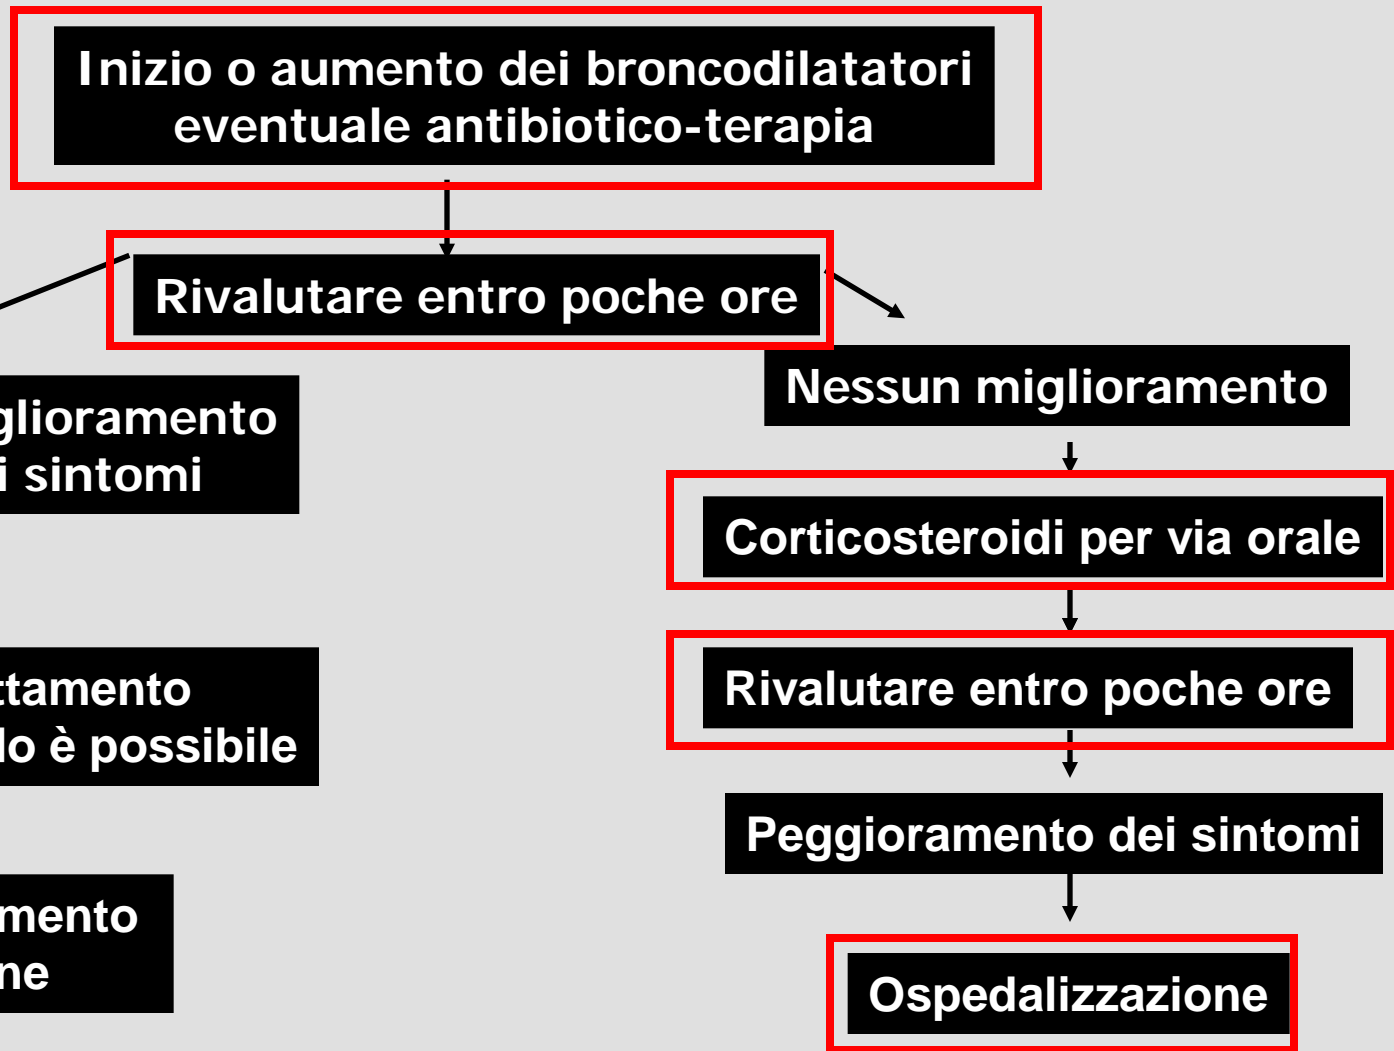 Inizio o aumento dei broncodilatatori
eventuale antibiotico-terapia
Rivalutare entro poche ore
Nessun miglioramento
glioramento
i sintomi
Corticosteroidi per via orale
ttamento
do è possibile
Rivalutare entro poche ore
Peggioramento dei sintomi
mento
ne
Ospedalizzazione